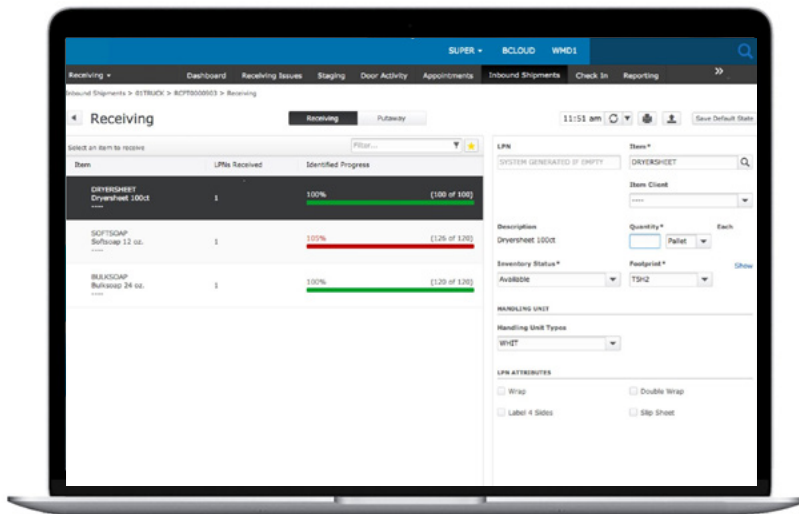 SUPER BCLOUD WMD1
Receiving Dashboard Receiving Issues Staging Door Activity Appointments Inbound Shipments Check In Reporting »
Inbound Shipments > 01TRUCK > RCPT0000003 > Receiving
Receiving
Receiving Putaway
11:51 am
Save Default State
Select an item to receive
Filter...
Item LPNs Received Identified Progress
DRYERSHEET
Dryersheet 100ct
----
1 100% (100 of 100)
SOFTSOAP
Softsoap 12 oz.
----
1 105% (126 of 120)
BULKSOAP
Bulksoap 24 oz.
----
1 100% (120 of 120)
LPN Item*
SYSTEM GENERATED IF EMPTY DRYERSHEET
Item Client
----
Description Quantity* Each
Dryersheet 100ct Pallet
Inventory Status* Footprint* Show
Available TSH2
HANDLING UNIT
Handling Unit Types
WHIT
LPN ATTRIBUTES
Wrap Double Wrap
Label 4 Sides Slip Sheet